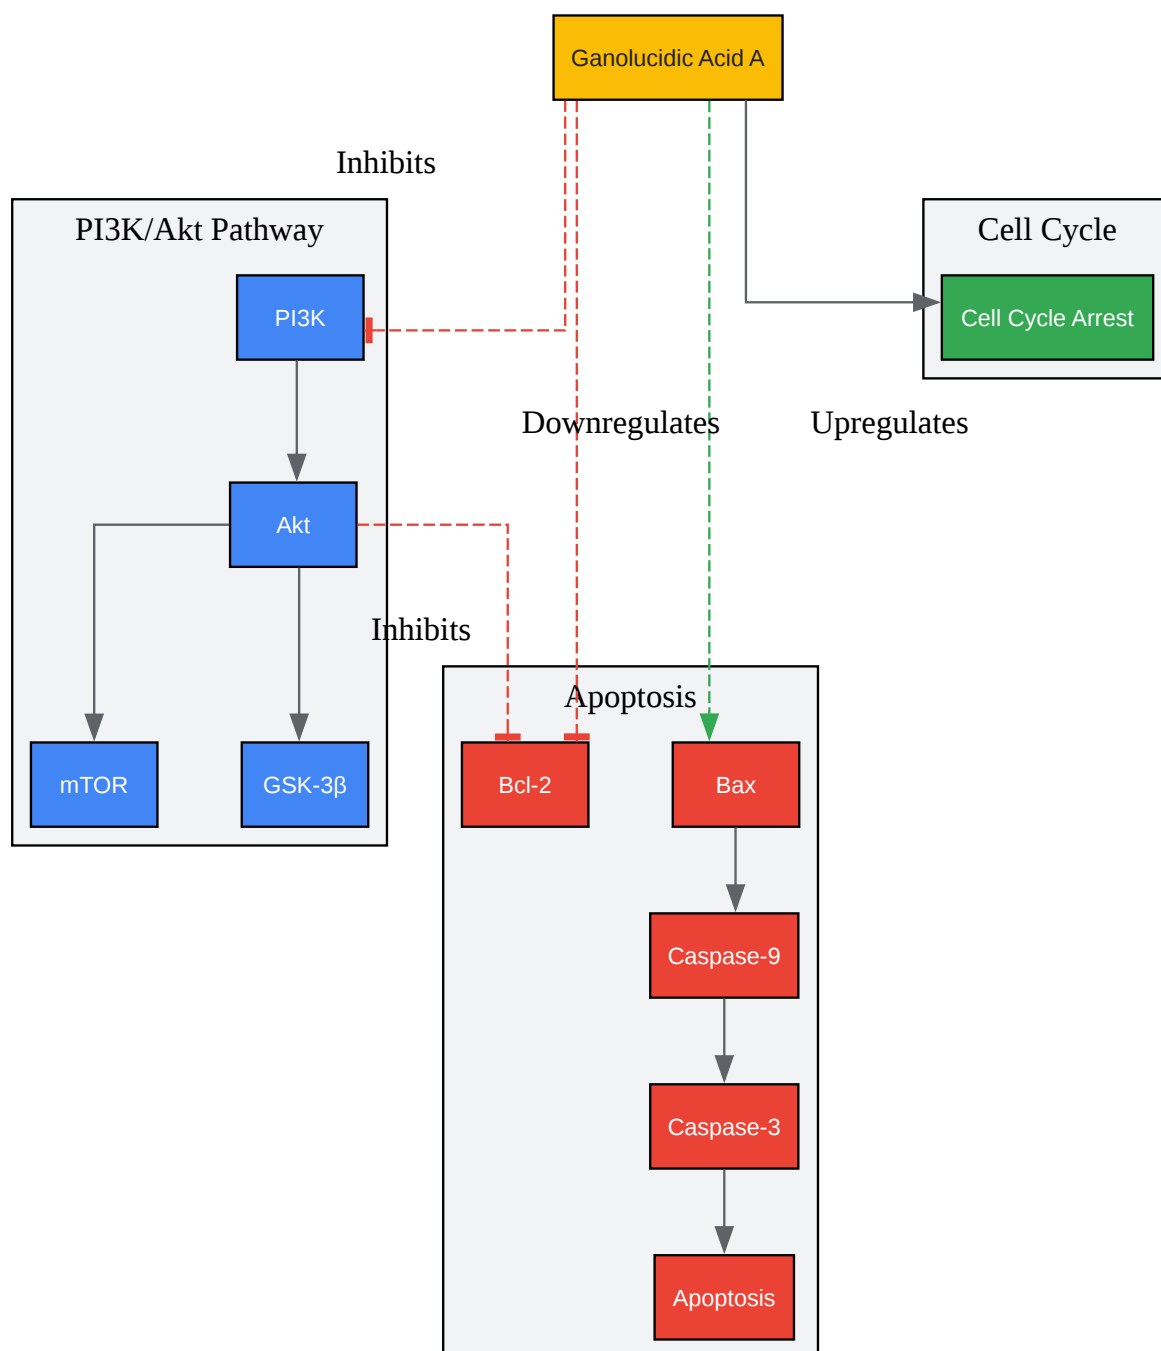 Ganolucidic Acid A
Inhibits
PI3K/Akt Pathway
Cell Cycle
PI3K
Cell Cycle Arrest
Downregulates
Upregulates
Akt
Inhibits
Apoptosis
mTOR
GSK-3β
Bcl-2
Bax
Caspase-9
Caspase-3
Apoptosis